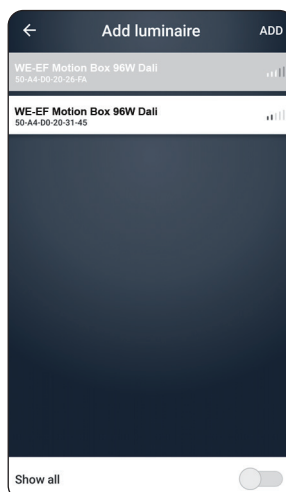 Add luminaire ADD
WE-EF Motion Box 96W Dali
50-A4-D0-20-26-FA
WE-EF Motion Box 96W Dali
50-A4-D0-20-31-45
Show all